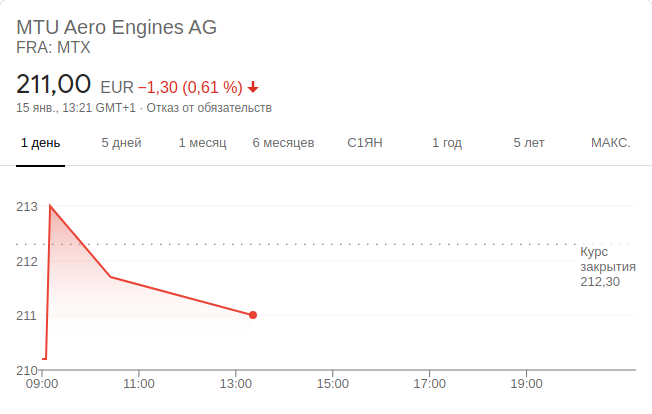 MTU Aero Engines AG
FRA: MTX
211,00 EUR −1,30 (0,61 %)
15 янв., 13:21 GMT+1 · Отказ от обязательств
1 день 5 дней 1 месяц 6 месяцев С1ЯН 1 год 5 лет МАКС.
213
212
211
210
Курс
закрытия
212,30
09:00 11:00 13:00 15:00 17:00 19:00